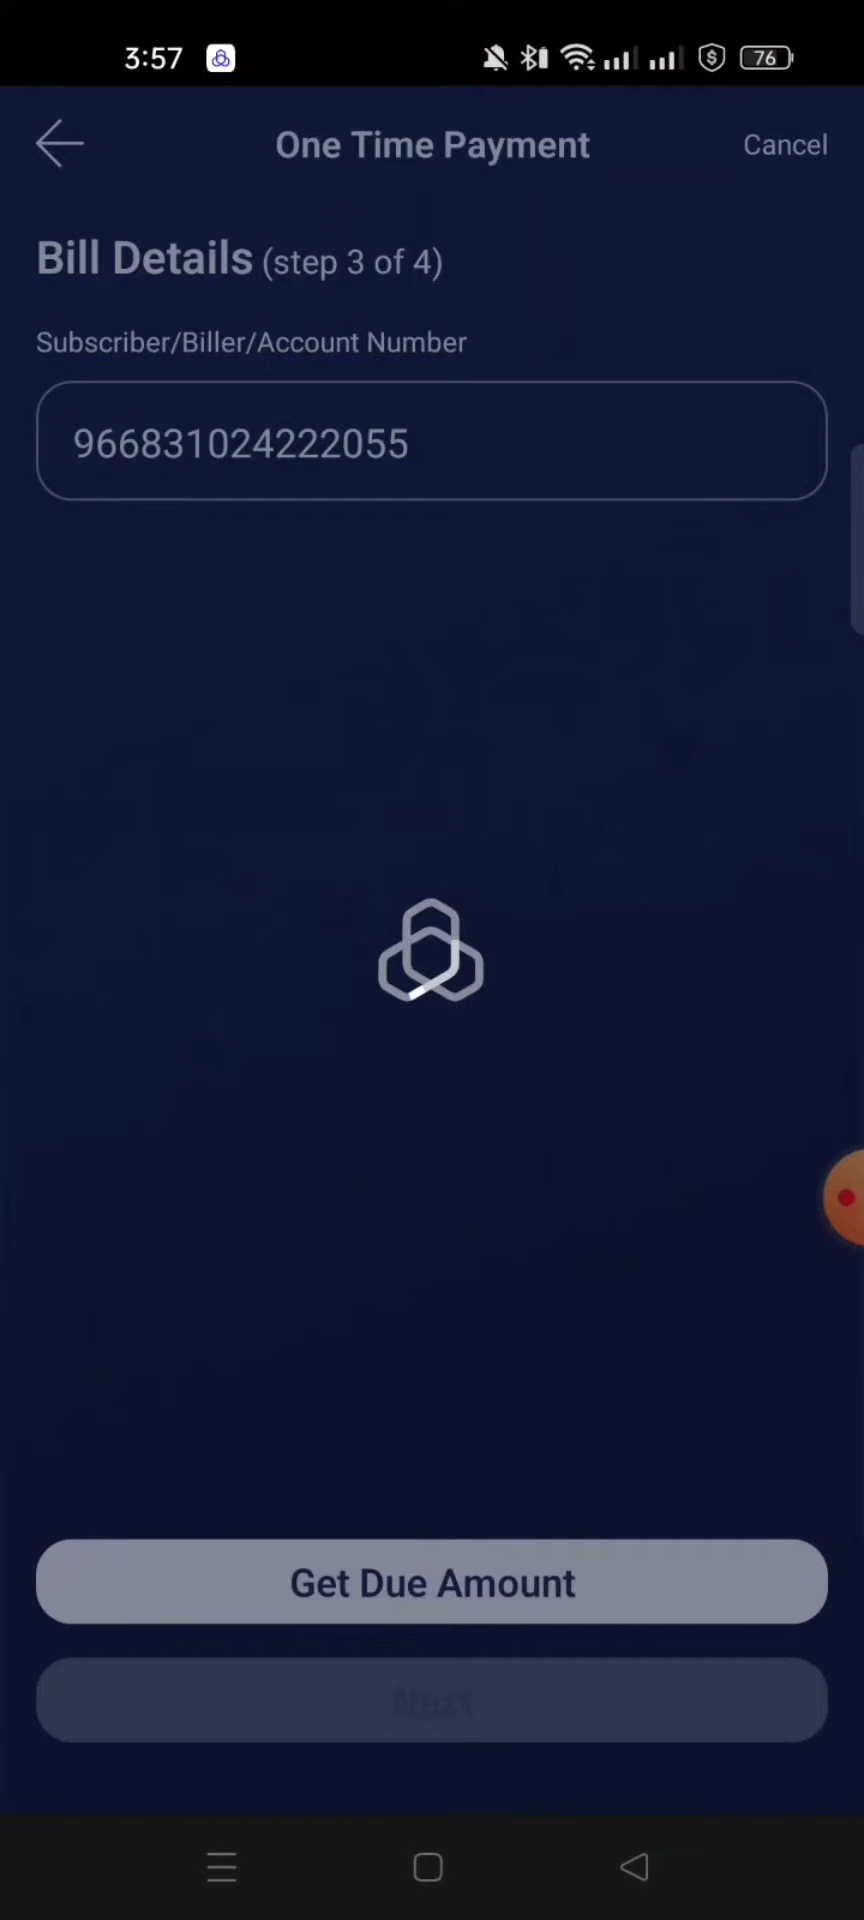 3:57
76
One Time Payment
Cancel
Bill Details (step 3 of 4)
Subscriber/Biller/Account Number
966831024222055
Get Due Amount
Next